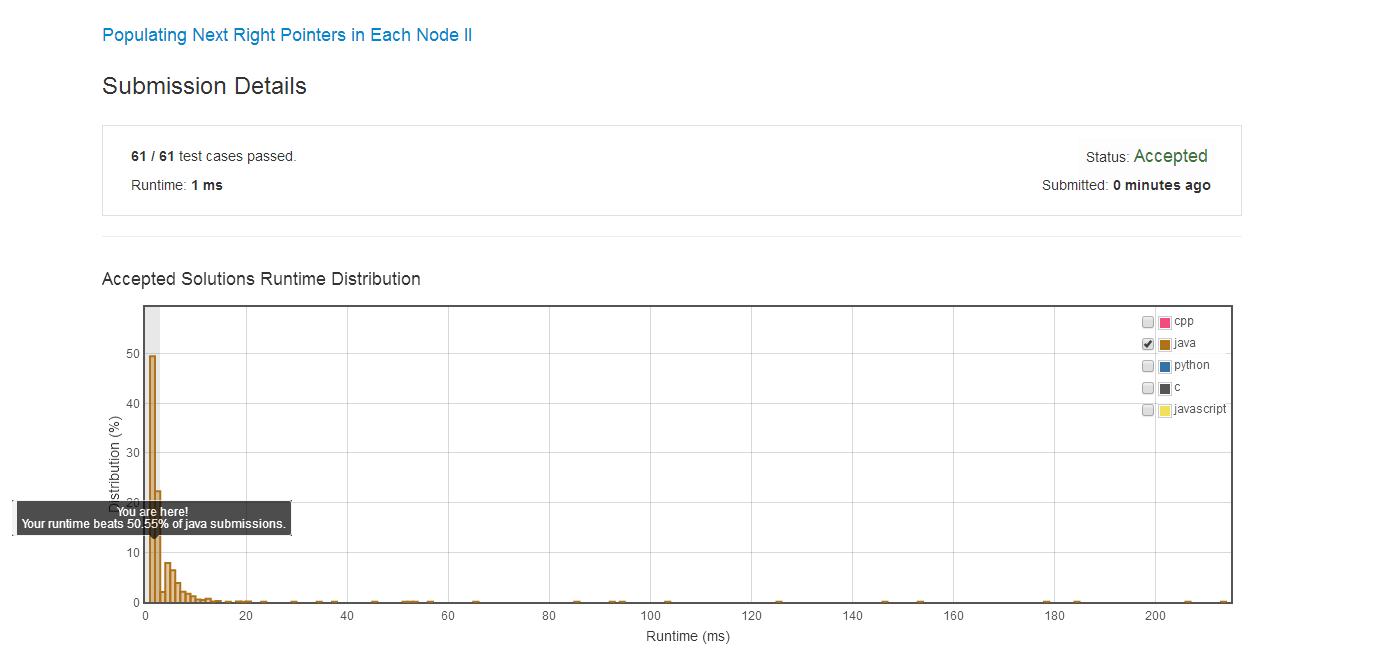 Populating Next Right Pointers in Each Node II
Submission Details
61 / 61 test cases passed.
Status: Accepted
Runtime: 1 ms
Submitted: 0 minutes ago
Accepted Solutions Runtime Distribution
cpp
java
python
c
javascript
50
40
30
20
10
0
Distribution (%)
You are here!
Your runtime beats 50.55% of java submissions.
0 20 40 60 80 100 120 140 160 180 200
Runtime (ms)